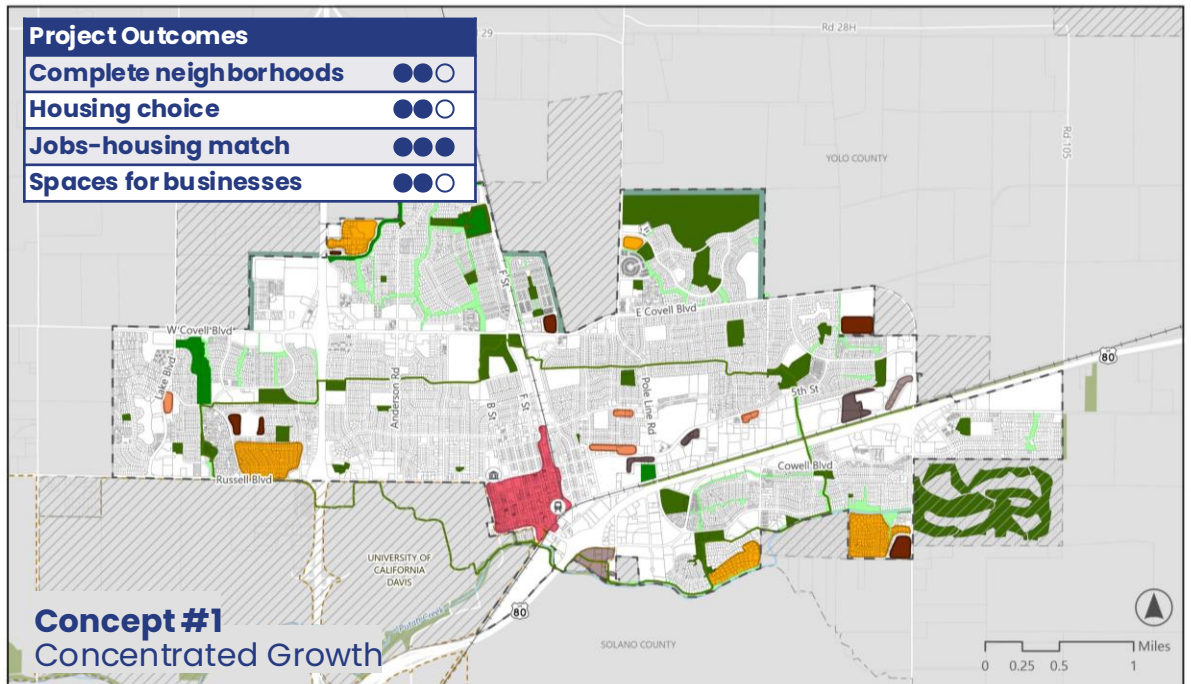 Project Outcomes
Complete neighborhoods
Housing choice
Jobs-housing match
Spaces for businesses
29
Rd 28H
Rd 105
YOLO COUNTY
F St
E Covell Blvd
W Covell Blvd
80
Lake Blvd
Anderson Rd
B St
F St
Pole Line Rd
5th St
Cowell Blvd
Russell Blvd
UNIVERSITY OF
CALIFORNIA
DAVIS
Putah Creek
80
SOLANO COUNTY
Concept #1
Concentrated Growth
Miles
0 0.25 0.5 1